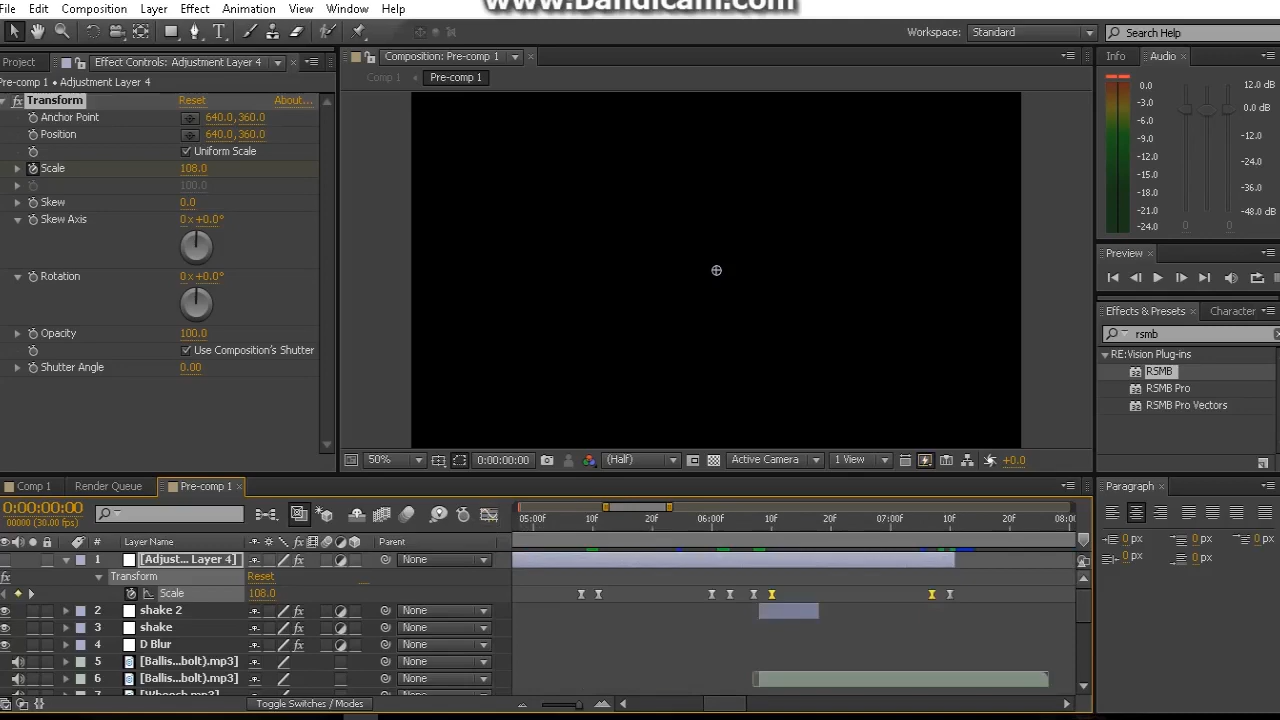 www.Bandicam.com
File Edit Composition Layer Effect Animation View Window Help
Workspace: Standard Search Help
Project Effect Controls: Adjustment Layer 4
Pre-comp 1 • Adjustment Layer 4
fx Transform Reset About...
Anchor Point 640.0, 360.0
Position 640.0, 360.0
Uniform Scale
Scale 108.0
100.0
Skew 0.0
Skew Axis 0 x +0.0°
Rotation 0 x +0.0°
Opacity 100.0
Use Composition's Shutter
Shutter Angle 0.00
Composition: Pre-comp 1
Comp 1 Pre-comp 1
50% 0:00:00:00 (Half) Active Camera 1 View +0.0
Info Audio
0.0 12.0 dB
-3.0 0.0 dB
-6.0
-9.0 -12.0
-12.0
-15.0 -24.0
-18.0 -36.0
-21.0 -48.0 dB
-24.0 0 0
Preview
Effects & Presets Character
rsmb
RE:Vision Plug-ins
RSMB
RSMB Pro
RSMB Pro Vectors
Paragraph
0 px 0 px 0 px
0 px 0 px
Comp 1 Render Queue Pre-comp 1
0:00:00:00
00000 (30.00 fps)
05:00f 10f 20f 06:00f 10f 20f 07:00f 10f 20f 08:00
# Layer Name Parent
1 [Adjust... Layer 4] None
Transform Reset
Scale 108.0
2 shake 2 fx None
3 shake fx None
4 D Blur fx None
5 [Ballis...bolt).mp3] None
6 [Ballis...bolt).mp3] None
7 [Whoosh.mp3] None
Toggle Switches / Modes